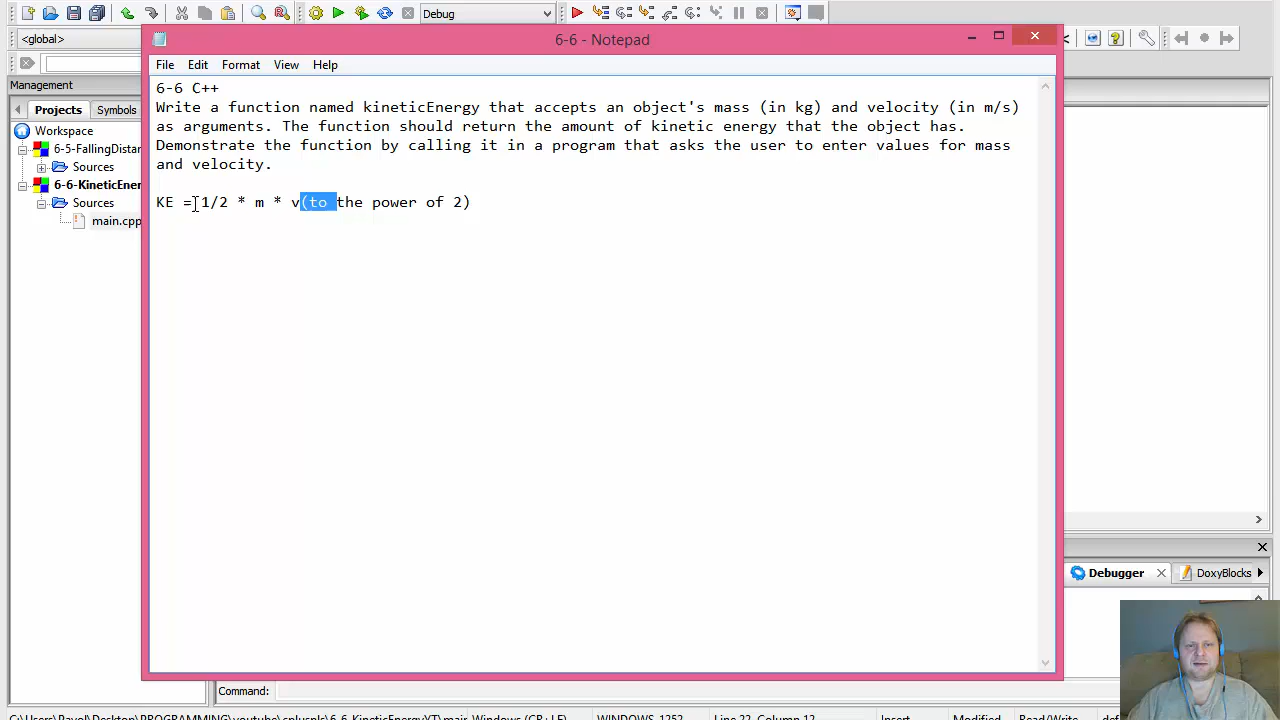 Debug
<global>
6-6 - Notepad
File Edit Format View Help
Management
Projects Symbols
Workspace
6-5-FallingDistan
Sources
6-6-KineticEner
Sources
main.cpp
6-6 C++
Write a function named kineticEnergy that accepts an object's mass (in kg) and velocity (in m/s)
as arguments. The function should return the amount of kinetic energy that the object has.
Demonstrate the function by calling it in a program that asks the user to enter values for mass
and velocity.
KE = 1/2 * m * v(to the power of 2)
Debugger
DoxyBlocks
Command:
Windows (CR+LF) WINDOWS-1252 Line 22, Column 12 Insert Modified Read/Write